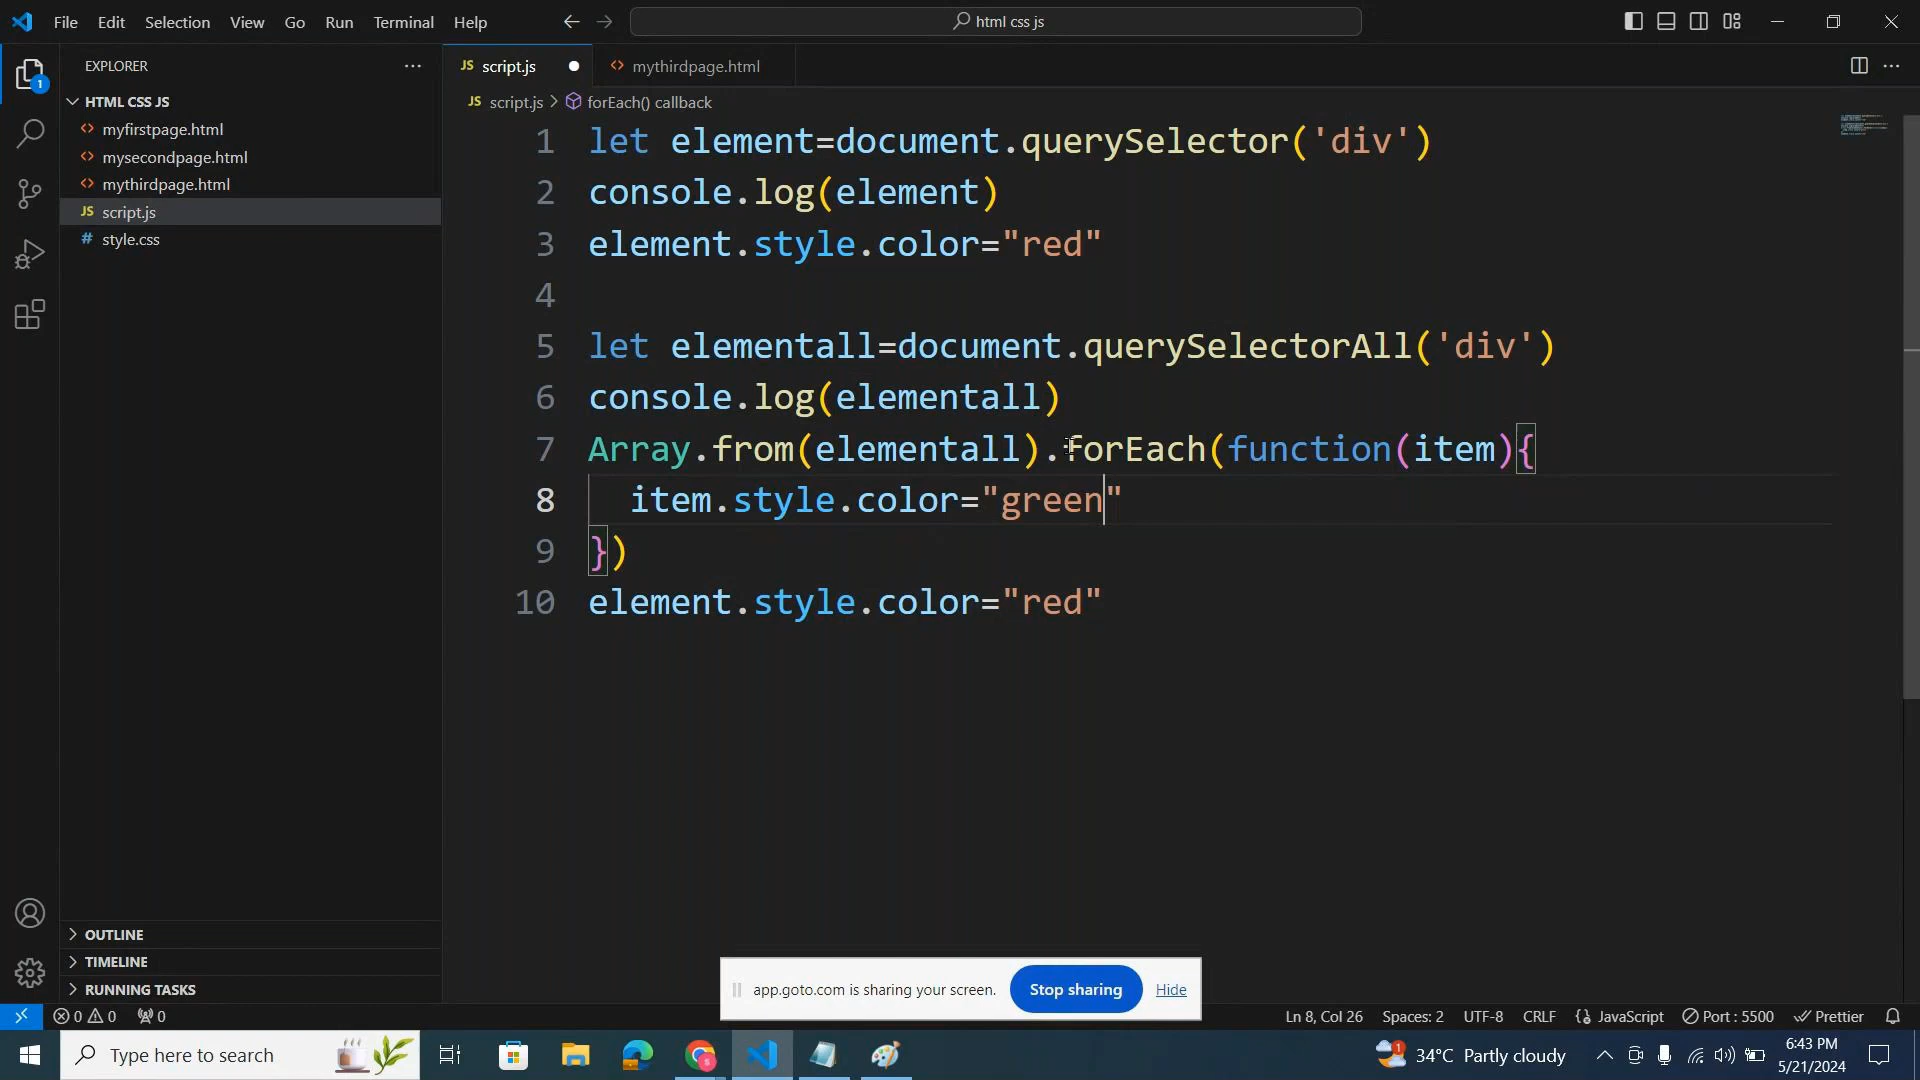 File Edit Selection View Go Run Terminal Help
html css js
EXPLORER
HTML CSS JS
myfirstpage.html
mysecondpage.html
mythirdpage.html
JS script.js
# style.css
OUTLINE
TIMELINE
RUNNING TASKS
JS script.js
mythirdpage.html
JS script.js > forEach() callback
1 let element=document.querySelector('div')
2 console.log(element)
3 element.style.color="red"
4
5 let elementall=document.querySelectorAll('div')
6 console.log(elementall)
7 Array.from(elementall).forEach(function(item){
8 item.style.color="green"
9 })
10 element.style.color="red"
app.goto.com is sharing your screen. Stop sharing Hide
0 0 0 Ln 8, Col 26 Spaces: 2 UTF-8 CRLF {} JavaScript Port : 5500 Prettier
Type here to search
34°C Partly cloudy
6:43 PM
5/21/2024